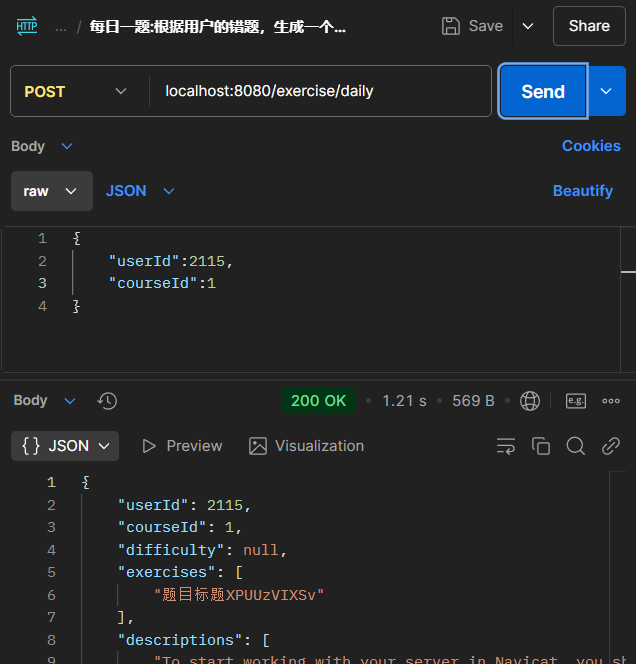 HTTP ... / 每日一题:根据用户的错题，生成一个... Save Share
POST localhost:8080/exercise/daily Send
Body Cookies
raw JSON Beautify
1 {
2 "userId":2115,
3 "courseId":1
4 }
Body 200 OK • 1.21 s • 569 B • e.g. ...
{} JSON Preview Visualization
1 {
2 "userId": 2115,
3 "courseId": 1,
4 "difficulty": null,
5 "exercises": [
6 "题目标题XPUUzVIXSv"
7 ],
8 "descriptions": [
9 "To start working with your server in Navicat, you sh